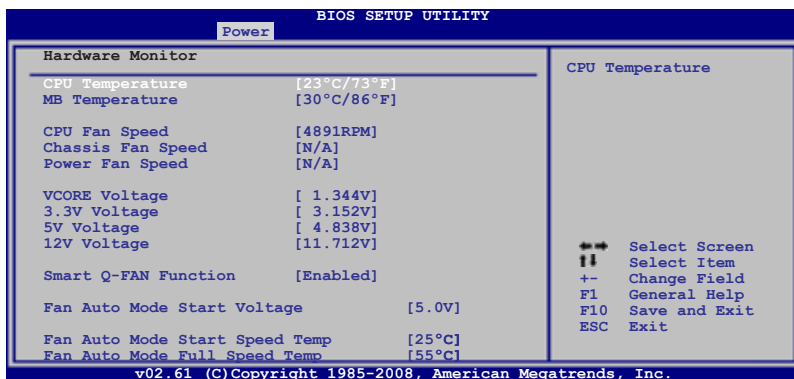 BIOS SETUP UTILITY
Power
Hardware Monitor
CPU Temperature [23°C/73°F]
MB Temperature [30°C/86°F]
CPU Fan Speed [4891RPM]
Chassis Fan Speed [N/A]
Power Fan Speed [N/A]
VCORE Voltage [ 1.344V]
3.3V Voltage [ 3.152V]
5V Voltage [ 4.838V]
12V Voltage [11.712V]
Smart Q-FAN Function [Enabled]
Fan Auto Mode Start Voltage [5.0V]
Fan Auto Mode Start Speed Temp [25°C]
Fan Auto Mode Full Speed Temp [55°C]
CPU Temperature
←→ Select Screen
↑↓ Select Item
+- Change Field
F1 General Help
F10 Save and Exit
ESC Exit
v02.61 (C)Copyright 1985-2008, American Megatrends, Inc.